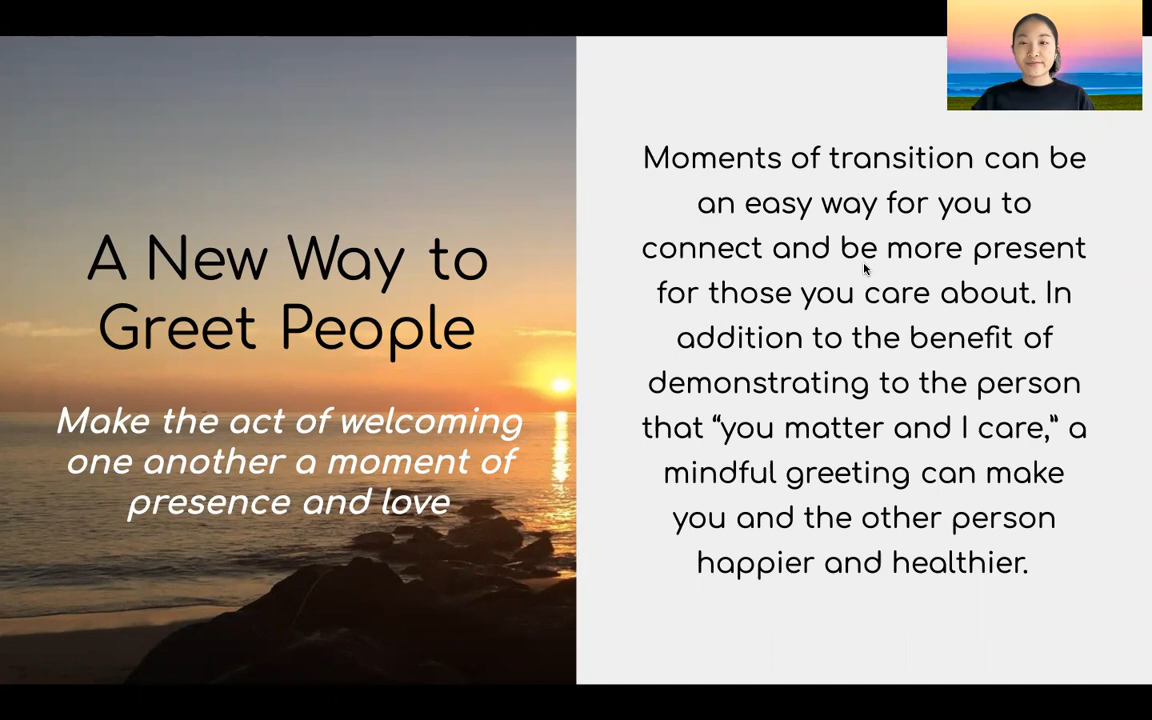 A New Way to
Greet People
Make the act of welcoming
one another a moment of
presence and love
Moments of transition can be
an easy way for you to
connect and be more present
for those you care about. In
addition to the benefit of
demonstrating to the person
that “you matter and I care,” a
mindful greeting can make
you and the other person
happier and healthier.